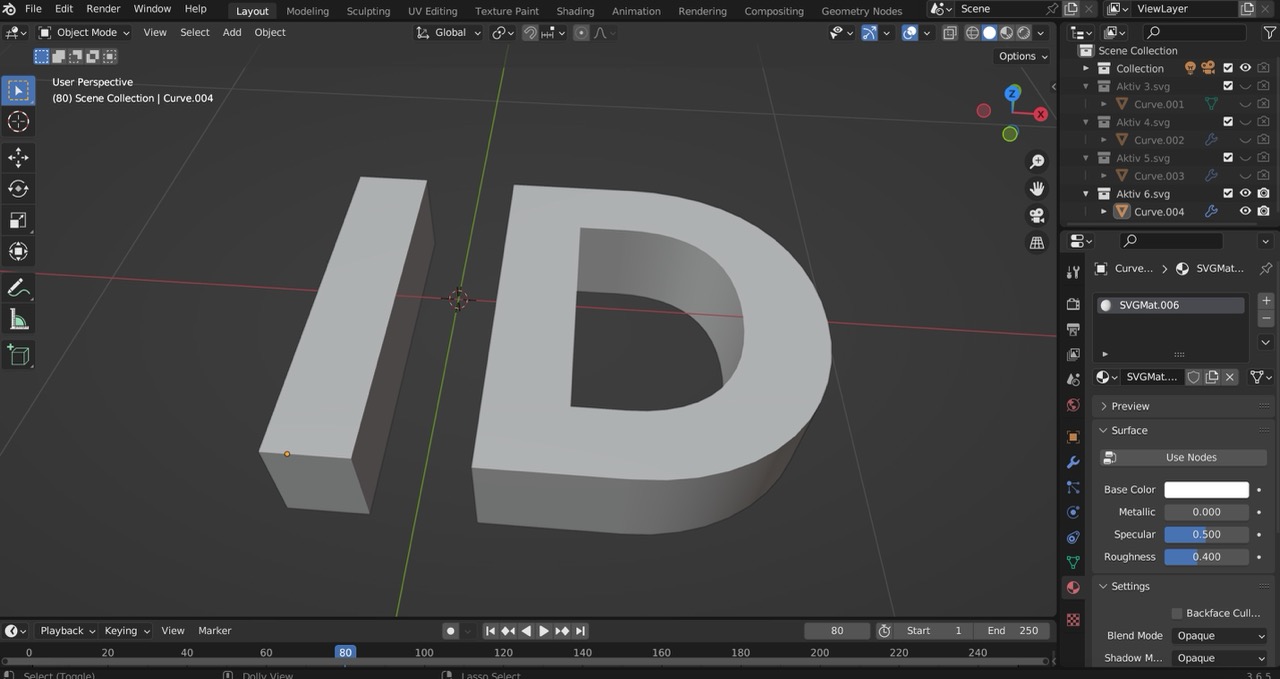 File Edit Render Window Help Layout Modeling Sculpting UV Editing Texture Paint Shading Animation Rendering Compositing Geometry Nodes Scene ViewLayer
Object Mode View Select Add Object Global
Options
User Perspective
(80) Scene Collection | Curve.004
Z
X
ID
Scene Collection
Collection
Aktiv 3.svg
Curve.001
Aktiv 4.svg
Curve.002
Aktiv 5.svg
Curve.003
Aktiv 6.svg
Curve.004
Curve... SVGMat...
SVGMat.006
SVGMat....
Preview
Surface
Use Nodes
Base Color
Metallic 0.000
Specular 0.500
Roughness 0.400
Settings
Backface Cull...
Blend Mode Opaque
Shadow M... Opaque
Playback Keying View Marker 80 Start 1 End 250
0 20 40 60 80 100 120 140 160 180 200 220 240
Select (Toggle) Dolly View Lasso Select 3.6.5